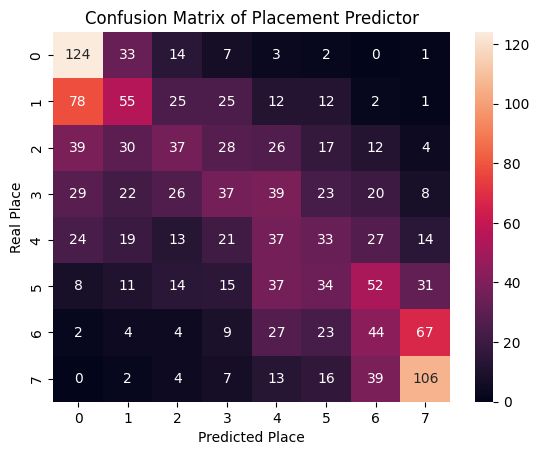 Confusion Matrix of Placement Predictor
0 124 33 14 7 3 2 0 1
1 78 55 25 25 12 12 2 1
2 39 30 37 28 26 17 12 4
3 29 22 26 37 39 23 20 8
4 24 19 13 21 37 33 27 14
5 8 11 14 15 37 34 52 31
6 2 4 4 9 27 23 44 67
7 0 2 4 7 13 16 39 106
0 1 2 3 4 5 6 7
Real Place
Predicted Place
120
100
80
60
40
20
0